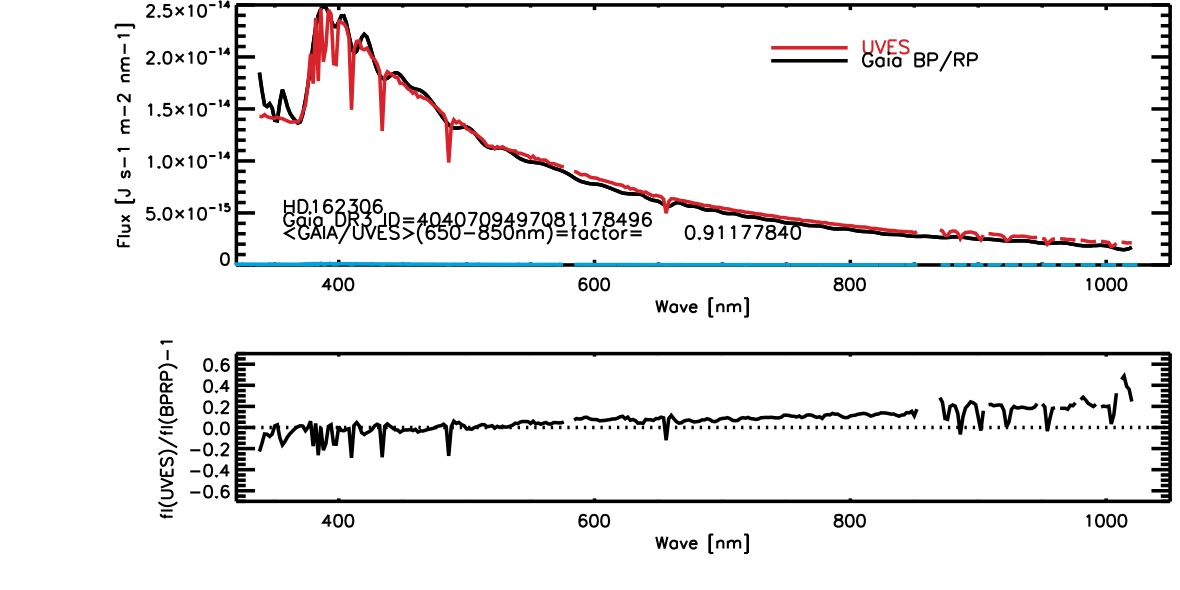 Flux [J s−1 m−2 nm−1]
2.5×10⁻¹⁴
2.0×10⁻¹⁴
1.5×10⁻¹⁴
1.0×10⁻¹⁴
5.0×10⁻¹⁵
0
UVES
Gaia BP/RP
HD162306
Gaia DR3 ID=4040709497081178496
<GAIA/UVES>(650−850nm)=factor= 0.91177840
400 600 800 1000
Wave [nm]
fl(UVES)/fl(BPRP)−1
0.6
0.4
0.2
0.0
−0.2
−0.4
−0.6
400 600 800 1000
Wave [nm]